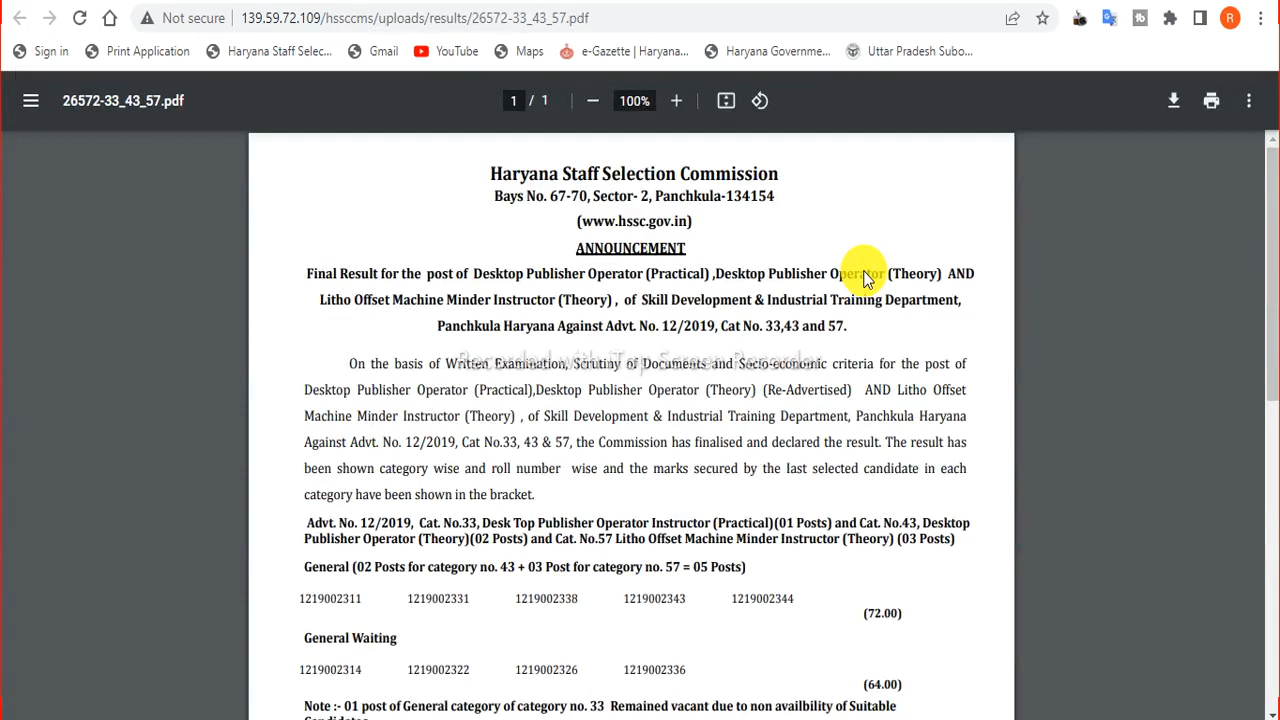 Not secure | 139.59.72.109/hssccms/uploads/results/26572-33_43_57.pdf
R
Sign in Print Application Haryana Staff Selec... Gmail YouTube Maps e-Gazette | Haryana... Haryana Governme... Uttar Pradesh Subo...
26572-33_43_57.pdf 1 / 1 100%
Haryana Staff Selection Commission
Bays No. 67-70, Sector- 2, Panchkula-134154
(www.hssc.gov.in)
ANNOUNCEMENT
Final Result for the post of Desktop Publisher Operator (Practical) ,Desktop Publisher Operator (Theory) AND
Litho Offset Machine Minder Instructor (Theory) , of Skill Development & Industrial Training Department,
Panchkula Haryana Against Advt. No. 12/2019, Cat No. 33,43 and 57.
Recorded with iTop Screen Recorder
On the basis of Written Examination, Scrutiny of Documents and Socio-economic criteria for the post of
Desktop Publisher Operator (Practical),Desktop Publisher Operator (Theory) (Re-Advertised) AND Litho Offset
Machine Minder Instructor (Theory) , of Skill Development & Industrial Training Department, Panchkula Haryana
Against Advt. No. 12/2019, Cat No.33, 43 & 57, the Commission has finalised and declared the result. The result has
been shown category wise and roll number wise and the marks secured by the last selected candidate in each
category have been shown in the bracket.
Advt. No. 12/2019, Cat. No.33, Desk Top Publisher Operator Instructor (Practical)(01 Posts) and Cat. No.43, Desktop
Publisher Operator (Theory)(02 Posts) and Cat. No.57 Litho Offset Machine Minder Instructor (Theory) (03 Posts)
General (02 Posts for category no. 43 + 03 Post for category no. 57 = 05 Posts)
1219002311 1219002331 1219002338 1219002343 1219002344
(72.00)
General Waiting
1219002314 1219002322 1219002326 1219002336
(64.00)
Note :- 01 post of General category of category no. 33 Remained vacant due to non availbility of Suitable